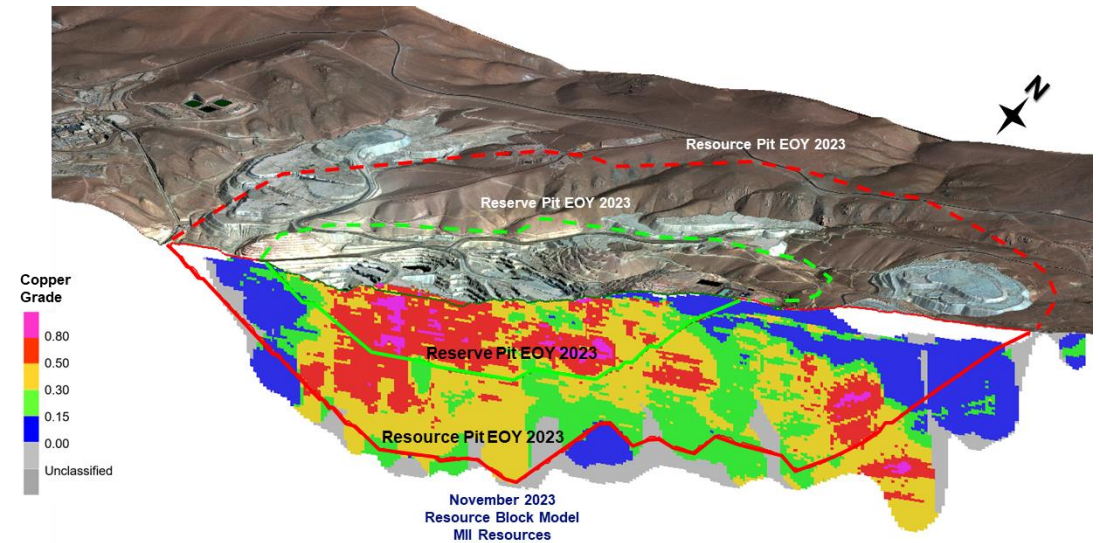 N
Resource Pit EOY 2023
Reserve Pit EOY 2023
Copper
Grade
0.80
0.50
0.30
0.15
0.00
Unclassified
Reserve Pit EOY 2023
Resource Pit EOY 2023
November 2023
Resource Block Model
MII Resources